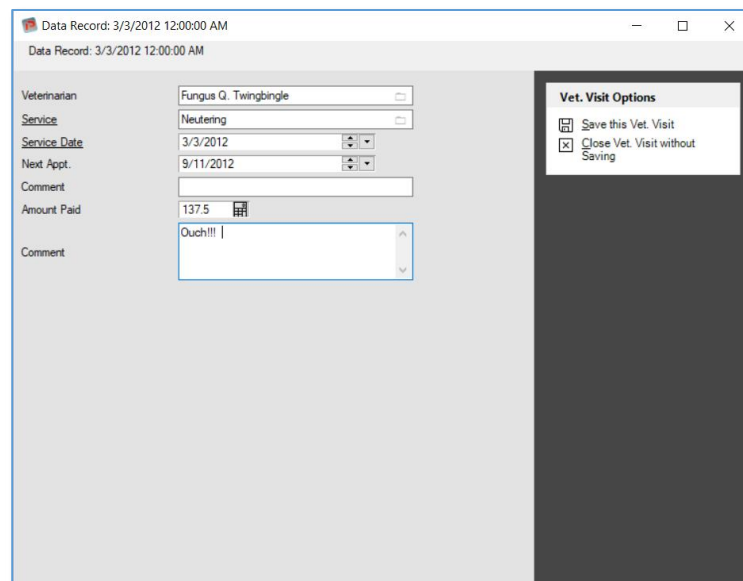 Data Record: 3/3/2012 12:00:00 AM
Data Record: 3/3/2012 12:00:00 AM
Veterinarian Fungus Q. Twingbingle
Service Neutering
Service Date 3/3/2012
Next Appt. 9/11/2012
Comment
Amount Paid 137.5
Comment Ouch!!!
Vet. Visit Options
Save this Vet. Visit
Close Vet. Visit without
Saving